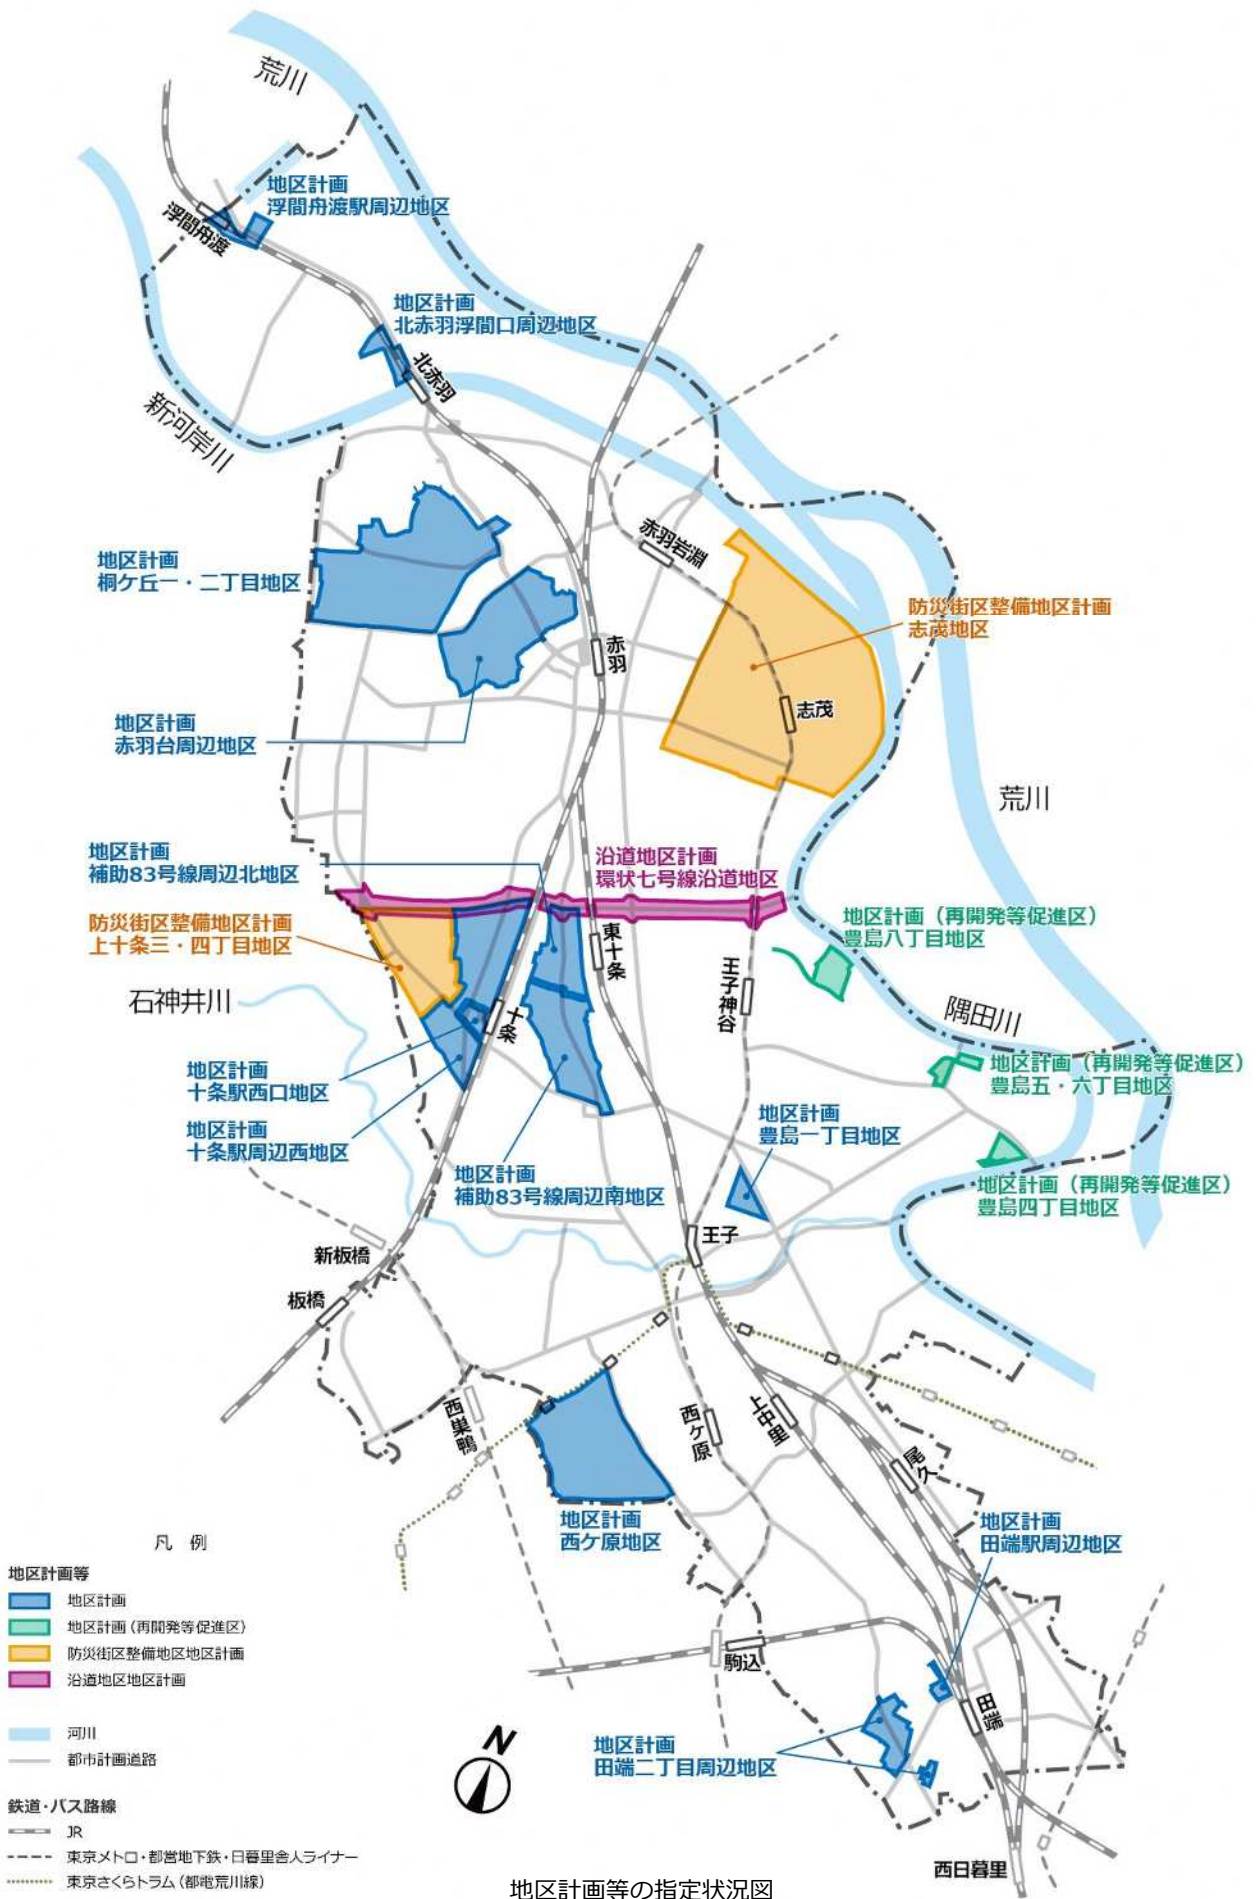 荒川
地区計画
浮間舟渡駅周辺地区
浮間舟渡
地区計画
北赤羽浮間口周辺地区
北赤羽
新河岸川
赤羽岩淵
地区計画
桐ケ丘一・二丁目地区
防災街区整備地区計画
志茂地区
赤羽
志茂
地区計画
赤羽台周辺地区
荒川
地区計画
補助83号線周辺北地区
沿道地区計画
環状七号線沿道地区
防災街区整備地区計画
上十条三・四丁目地区
地区計画（再開発等促進区）
豊島八丁目地区
東十条
王子神谷
石神井川
十条
隅田川
地区計画（再開発等促進区）
豊島五・六丁目地区
地区計画
十条駅西口地区
地区計画
豊島一丁目地区
地区計画
十条駅周辺西地区
地区計画
補助83号線周辺南地区
地区計画（再開発等促進区）
豊島四丁目地区
王子
新板橋
板橋
西巣鴨
西ケ原
上中里
尾久
地区計画
西ケ原地区
地区計画
田端駅周辺地区
駒込
田端
地区計画
田端二丁目周辺地区
西日暮里
N
凡 例
地区計画等
地区計画
地区計画（再開発等促進区）
防災街区整備地区地区計画
沿道地区地区計画
河川
都市計画道路
鉄道・バス路線
JR
東京メトロ・都営地下鉄・日暮里舎人ライナー
東京さくらトラム（都電荒川線）
地区計画等の指定状況図